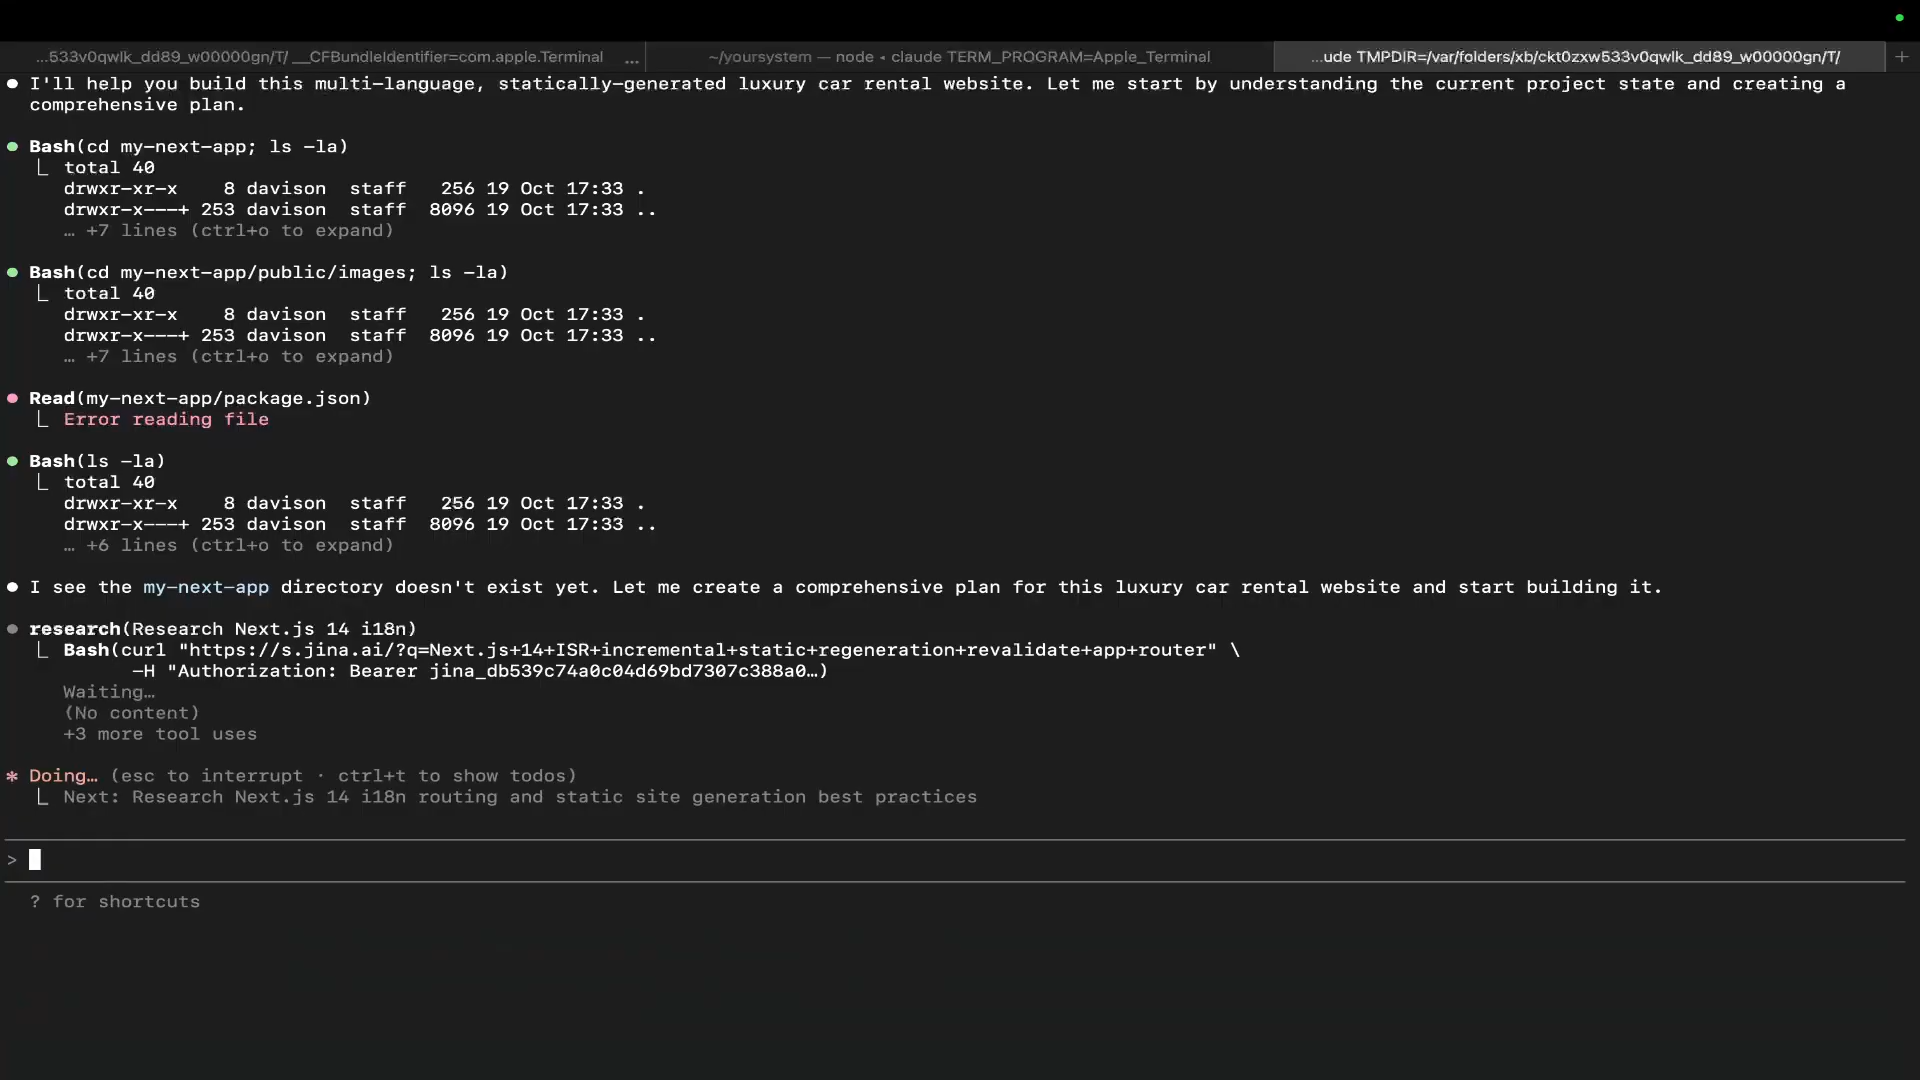 ...533v0qwlk_dd89_w00000gn/T/ __CFBundleIdentifier=com.apple.Terminal ... ~/yoursystem — node ◂ claude TERM_PROGRAM=Apple_Terminal ...ude TMPDIR=/var/folders/xb/ckt0zxw533v0qwlk_dd89_w00000gn/T/ +
● I'll help you build this multi-language, statically-generated luxury car rental website. Let me start by understanding the current project state and creating a
comprehensive plan.
● Bash(cd my-next-app; ls -la)
⎿ total 40
drwxr-xr-x 8 davison staff 256 19 Oct 17:33 .
drwxr-x---+ 253 davison staff 8096 19 Oct 17:33 ..
… +7 lines (ctrl+o to expand)
● Bash(cd my-next-app/public/images; ls -la)
⎿ total 40
drwxr-xr-x 8 davison staff 256 19 Oct 17:33 .
drwxr-x---+ 253 davison staff 8096 19 Oct 17:33 ..
… +7 lines (ctrl+o to expand)
● Read(my-next-app/package.json)
⎿ Error reading file
● Bash(ls -la)
⎿ total 40
drwxr-xr-x 8 davison staff 256 19 Oct 17:33 .
drwxr-x---+ 253 davison staff 8096 19 Oct 17:33 ..
… +6 lines (ctrl+o to expand)
● I see the my-next-app directory doesn't exist yet. Let me create a comprehensive plan for this luxury car rental website and start building it.
● research(Research Next.js 14 i18n)
⎿ Bash(curl "https://s.jina.ai/?q=Next.js+14+ISR+incremental+static+regeneration+revalidate+app+router" \
-H "Authorization: Bearer jina_db539c74a0c04d69bd7307c388a0…)
Waiting…
(No content)
+3 more tool uses
* Doing… (esc to interrupt · ctrl+t to show todos)
⎿ Next: Research Next.js 14 i18n routing and static site generation best practices
>
? for shortcuts